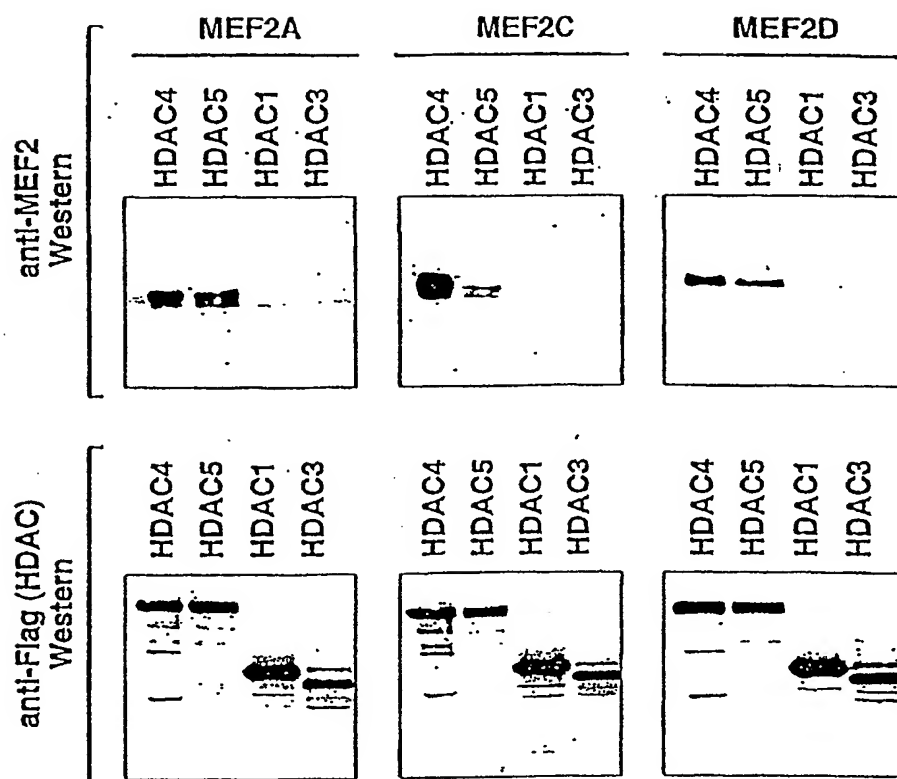 MEF2A MEF2C MEF2D
anti-MEF2
Western
HDAC4 HDAC5 HDAC1 HDAC3 HDAC4 HDAC5 HDAC1 HDAC3 HDAC4 HDAC5 HDAC1 HDAC3
anti-Flag (HDAC)
Western
HDAC4 HDAC5 HDAC1 HDAC3 HDAC4 HDAC5 HDAC1 HDAC3 HDAC4 HDAC5 HDAC1 HDAC3